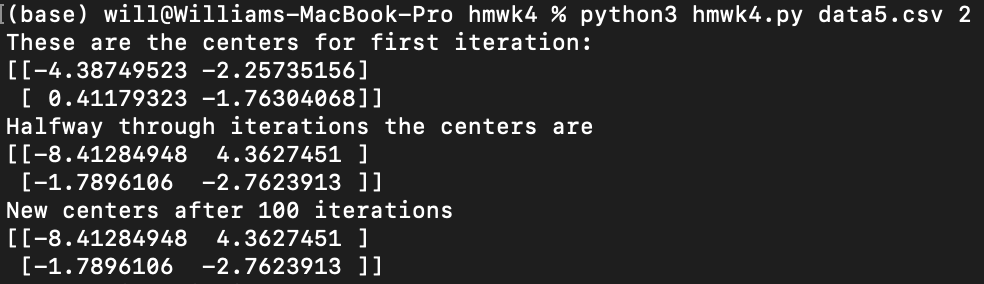 (base) will@Williams-MacBook-Pro hmwk4 % python3 hmwk4.py data5.csv 2
These are the centers for first iteration:
[[-4.38749523 -2.25735156]
 [ 0.41179323 -1.76304068]]
Halfway through iterations the centers are
[[-8.41284948  4.3627451 ]
 [-1.7896106  -2.7623913 ]]
New centers after 100 iterations
[[-8.41284948  4.3627451 ]
 [-1.7896106  -2.7623913 ]]